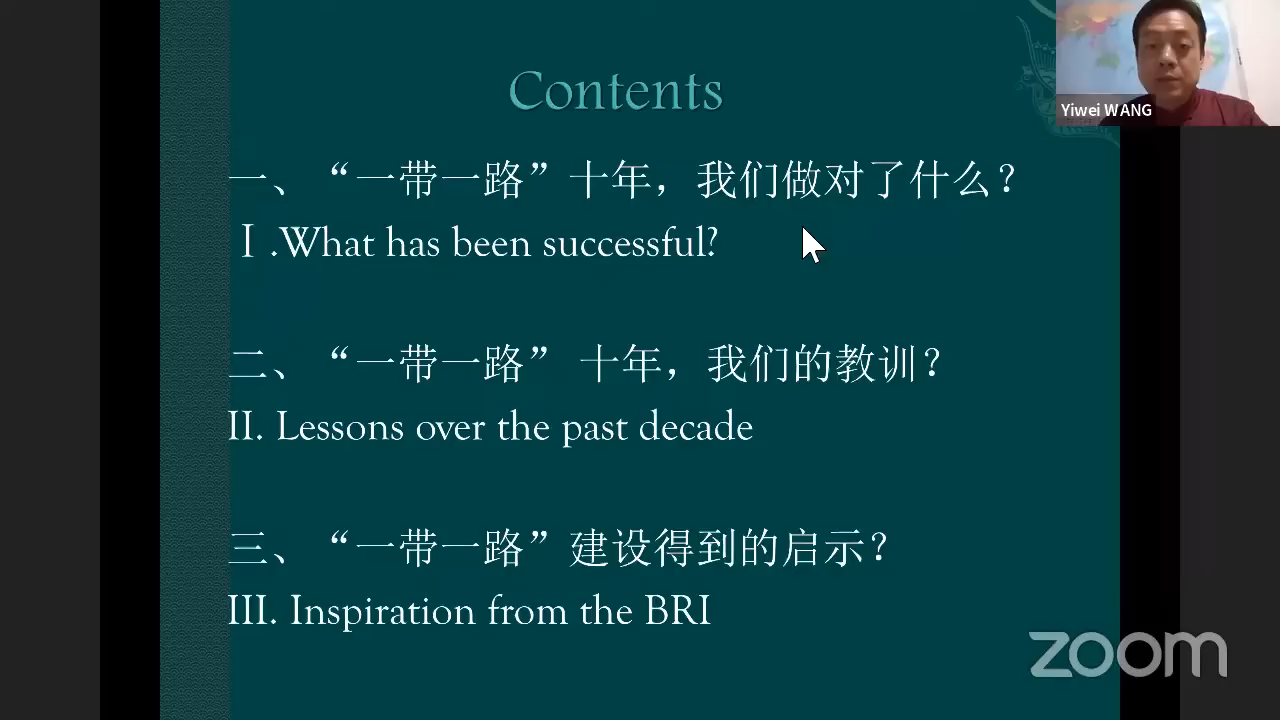 Contents
Yiwei WANG
一、“一带一路”十年，我们做对了什么？
Ⅰ.What has been successful?
二、“一带一路” 十年，我们的教训？
II. Lessons over the past decade
三、“一带一路”建设得到的启示？
III. Inspiration from the BRI
zoom